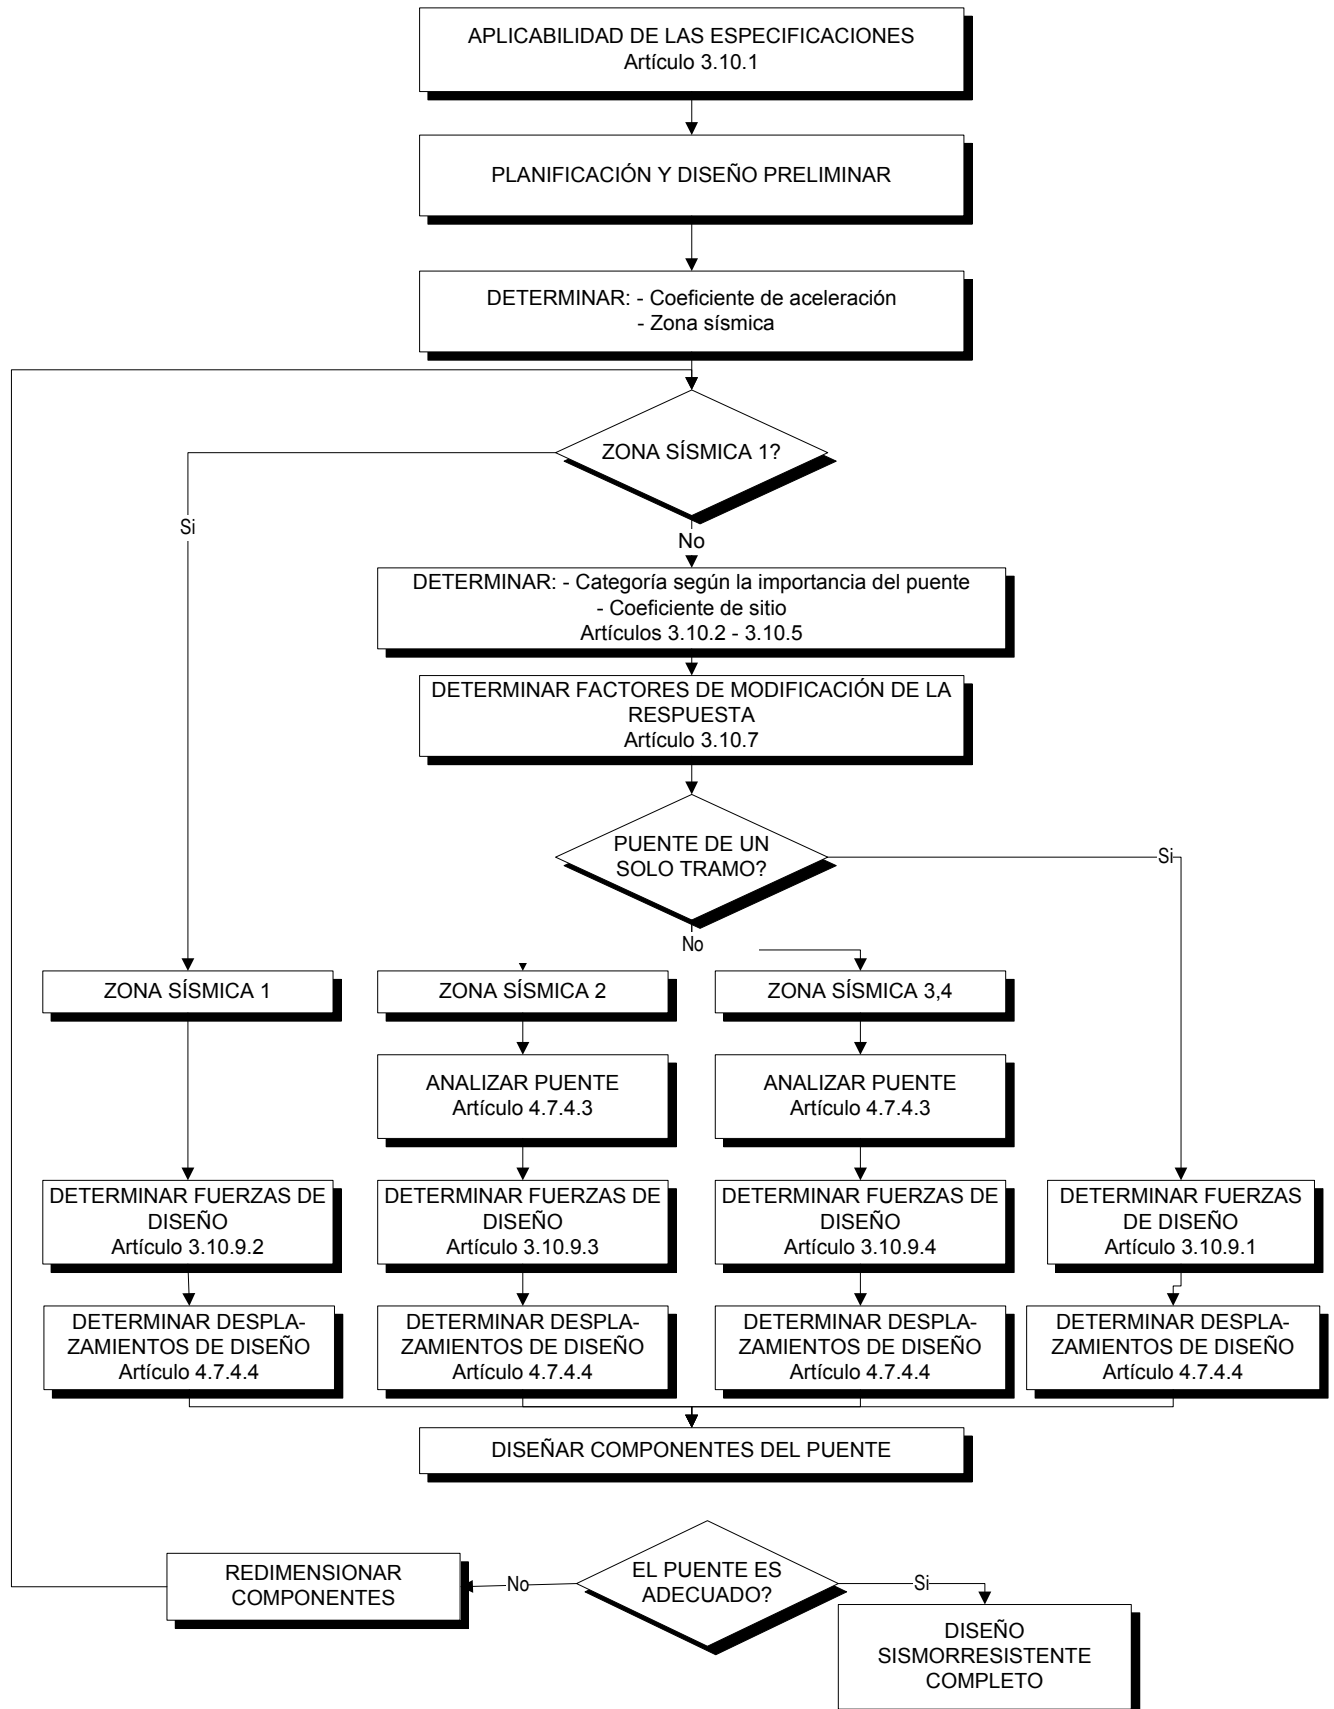 APLICABILIDAD DE LAS ESPECIFICACIONES
Artículo 3.10.1
PLANIFICACIÓN Y DISEÑO PRELIMINAR
DETERMINAR: - Coeficiente de aceleración
- Zona sísmica
ZONA SÍSMICA 1?
Si
No
DETERMINAR: - Categoría según la importancia del puente
- Coeficiente de sitio
Artículos 3.10.2 - 3.10.5
DETERMINAR FACTORES DE MODIFICACIÓN DE LA
RESPUESTA
Artículo 3.10.7
PUENTE DE UN
SOLO TRAMO?
Si
No
ZONA SÍSMICA 1
ZONA SÍSMICA 2
ZONA SÍSMICA 3,4
ANALIZAR PUENTE
Artículo 4.7.4.3
ANALIZAR PUENTE
Artículo 4.7.4.3
DETERMINAR FUERZAS DE
DISEÑO
Artículo 3.10.9.2
DETERMINAR FUERZAS DE
DISEÑO
Artículo 3.10.9.3
DETERMINAR FUERZAS DE
DISEÑO
Artículo 3.10.9.4
DETERMINAR FUERZAS
DE DISEÑO
Artículo 3.10.9.1
DETERMINAR DESPLA-
ZAMIENTOS DE DISEÑO
Artículo 4.7.4.4
DETERMINAR DESPLA-
ZAMIENTOS DE DISEÑO
Artículo 4.7.4.4
DETERMINAR DESPLA-
ZAMIENTOS DE DISEÑO
Artículo 4.7.4.4
DETERMINAR DESPLA-
ZAMIENTOS DE DISEÑO
Artículo 4.7.4.4
DISEÑAR COMPONENTES DEL PUENTE
EL PUENTE ES
ADECUADO?
No
Si
REDIMENSIONAR
COMPONENTES
DISEÑO
SISMORRESISTENTE
COMPLETO